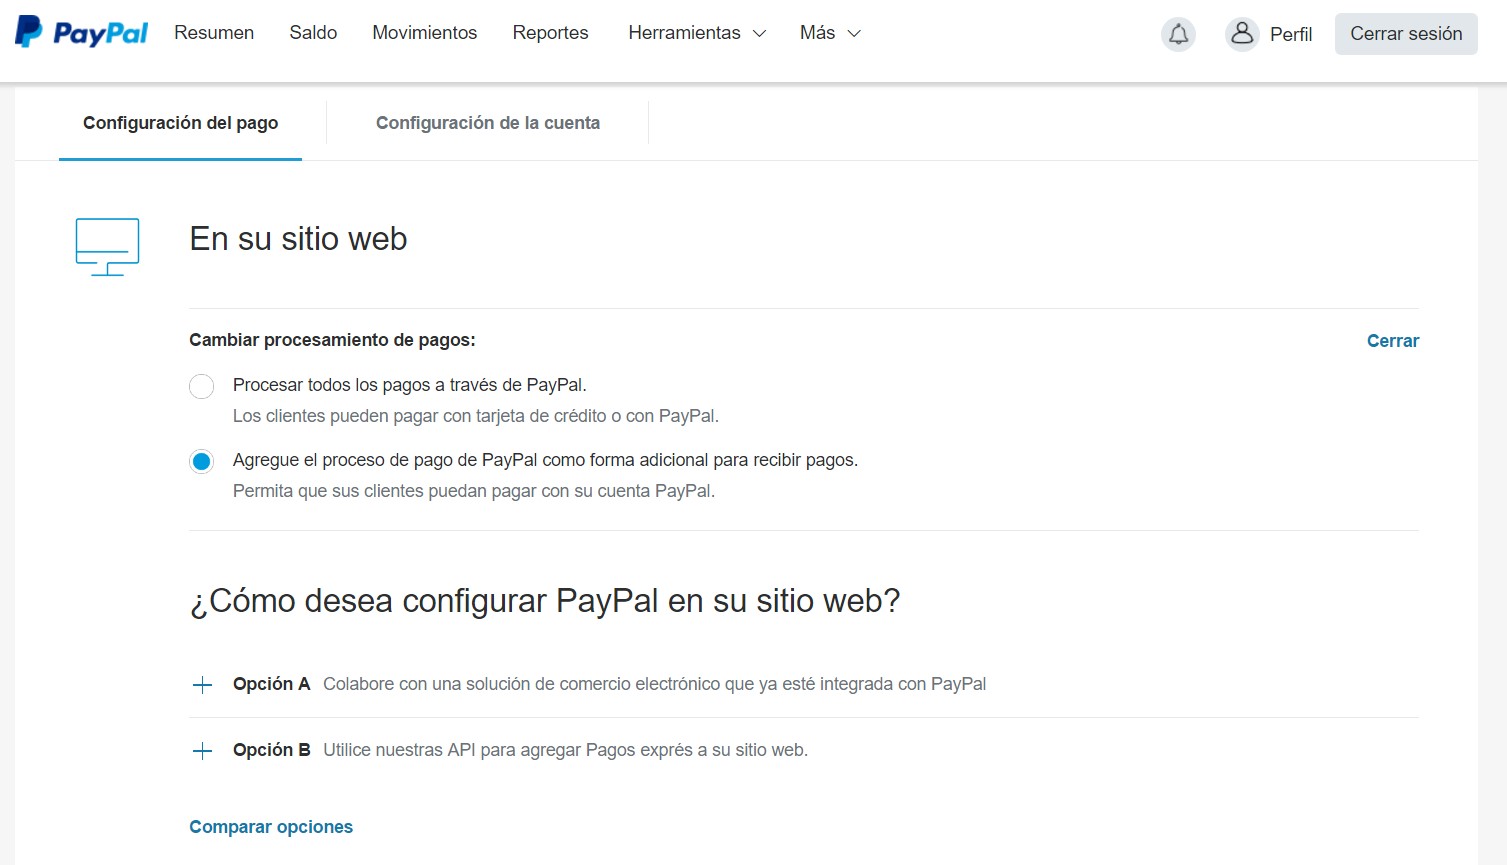 PayPal Resumen Saldo Movimientos Reportes Herramientas Más Perfil Cerrar sesión
Configuración del pago Configuración de la cuenta
En su sitio web
Cambiar procesamiento de pagos: Cerrar
Procesar todos los pagos a través de PayPal.
Los clientes pueden pagar con tarjeta de crédito o con PayPal.
Agregue el proceso de pago de PayPal como forma adicional para recibir pagos.
Permita que sus clientes puedan pagar con su cuenta PayPal.
¿Cómo desea configurar PayPal en su sitio web?
Opción A Colabore con una solución de comercio electrónico que ya esté integrada con PayPal
Opción B Utilice nuestras API para agregar Pagos exprés a su sitio web.
Comparar opciones